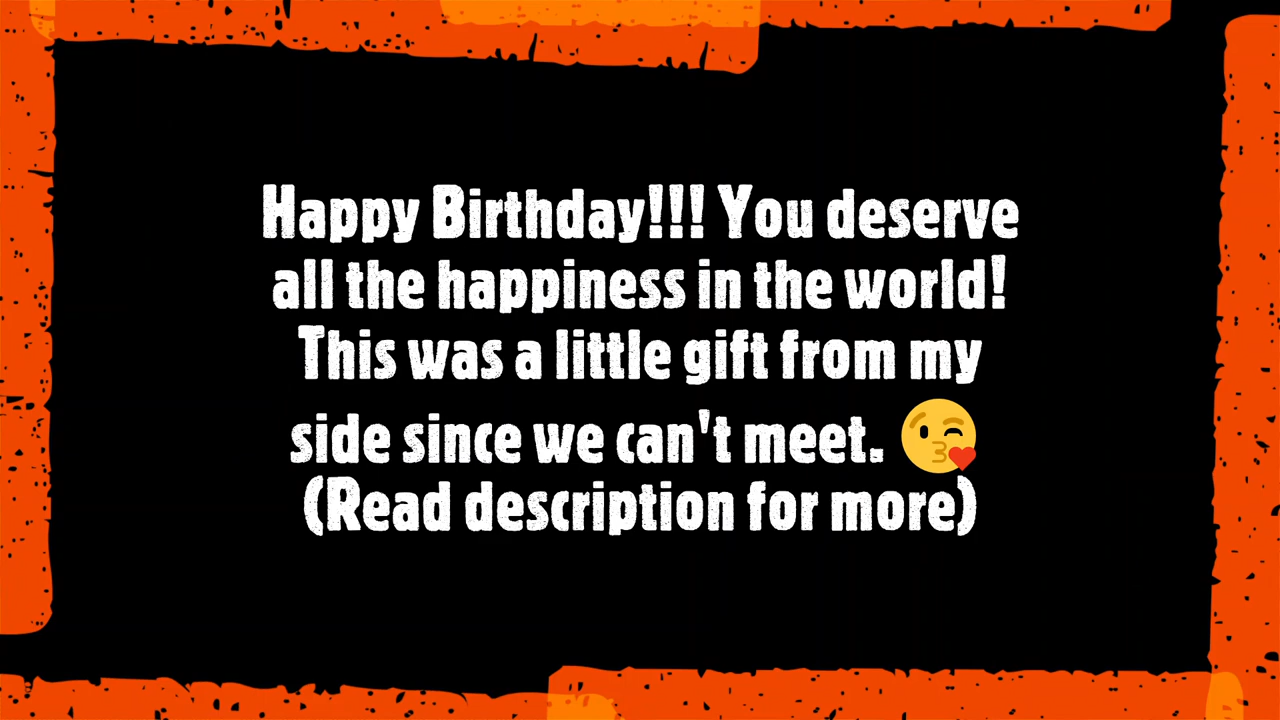 Happy Birthday!!! You deserve
all the happiness in the world!
This was a little gift from my
side since we can't meet. 😘
(Read description for more)